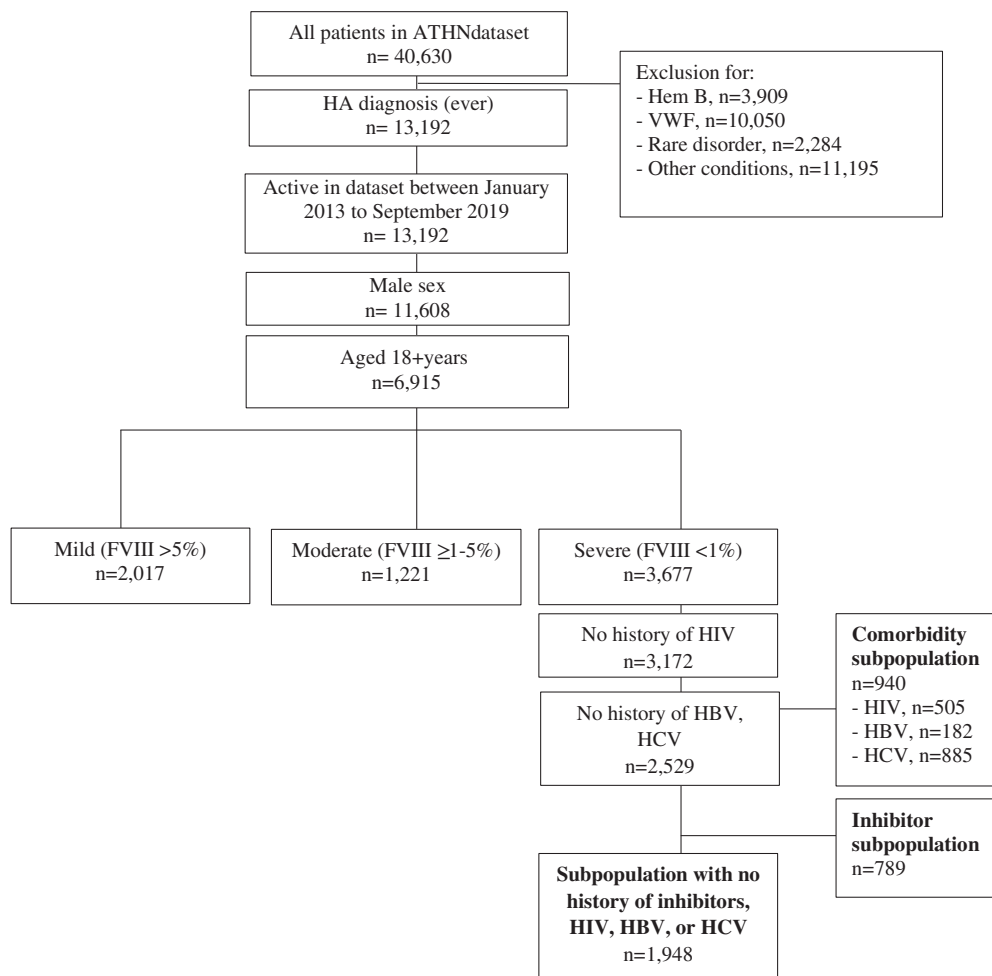 All patients in ATHNdataset
n= 40,630
Exclusion for:
- Hem B, n=3,909
- VWF, n=10,050
- Rare disorder, n=2,284
- Other conditions, n=11,195
HA diagnosis (ever)
n= 13,192
Active in dataset between January
2013 to September 2019
n= 13,192
Male sex
n= 11,608
Aged 18+years
n=6,915
Mild (FVIII >5%)
n=2,017
Moderate (FVIII ≥1-5%)
n=1,221
Severe (FVIII <1%)
n=3,677
No history of HIV
n=3,172
No history of HBV,
HCV
n=2,529
Comorbidity
subpopulation
n=940
- HIV, n=505
- HBV, n=182
- HCV, n=885
Inhibitor
subpopulation
n=789
Subpopulation with no
history of inhibitors,
HIV, HBV, or HCV
n=1,948